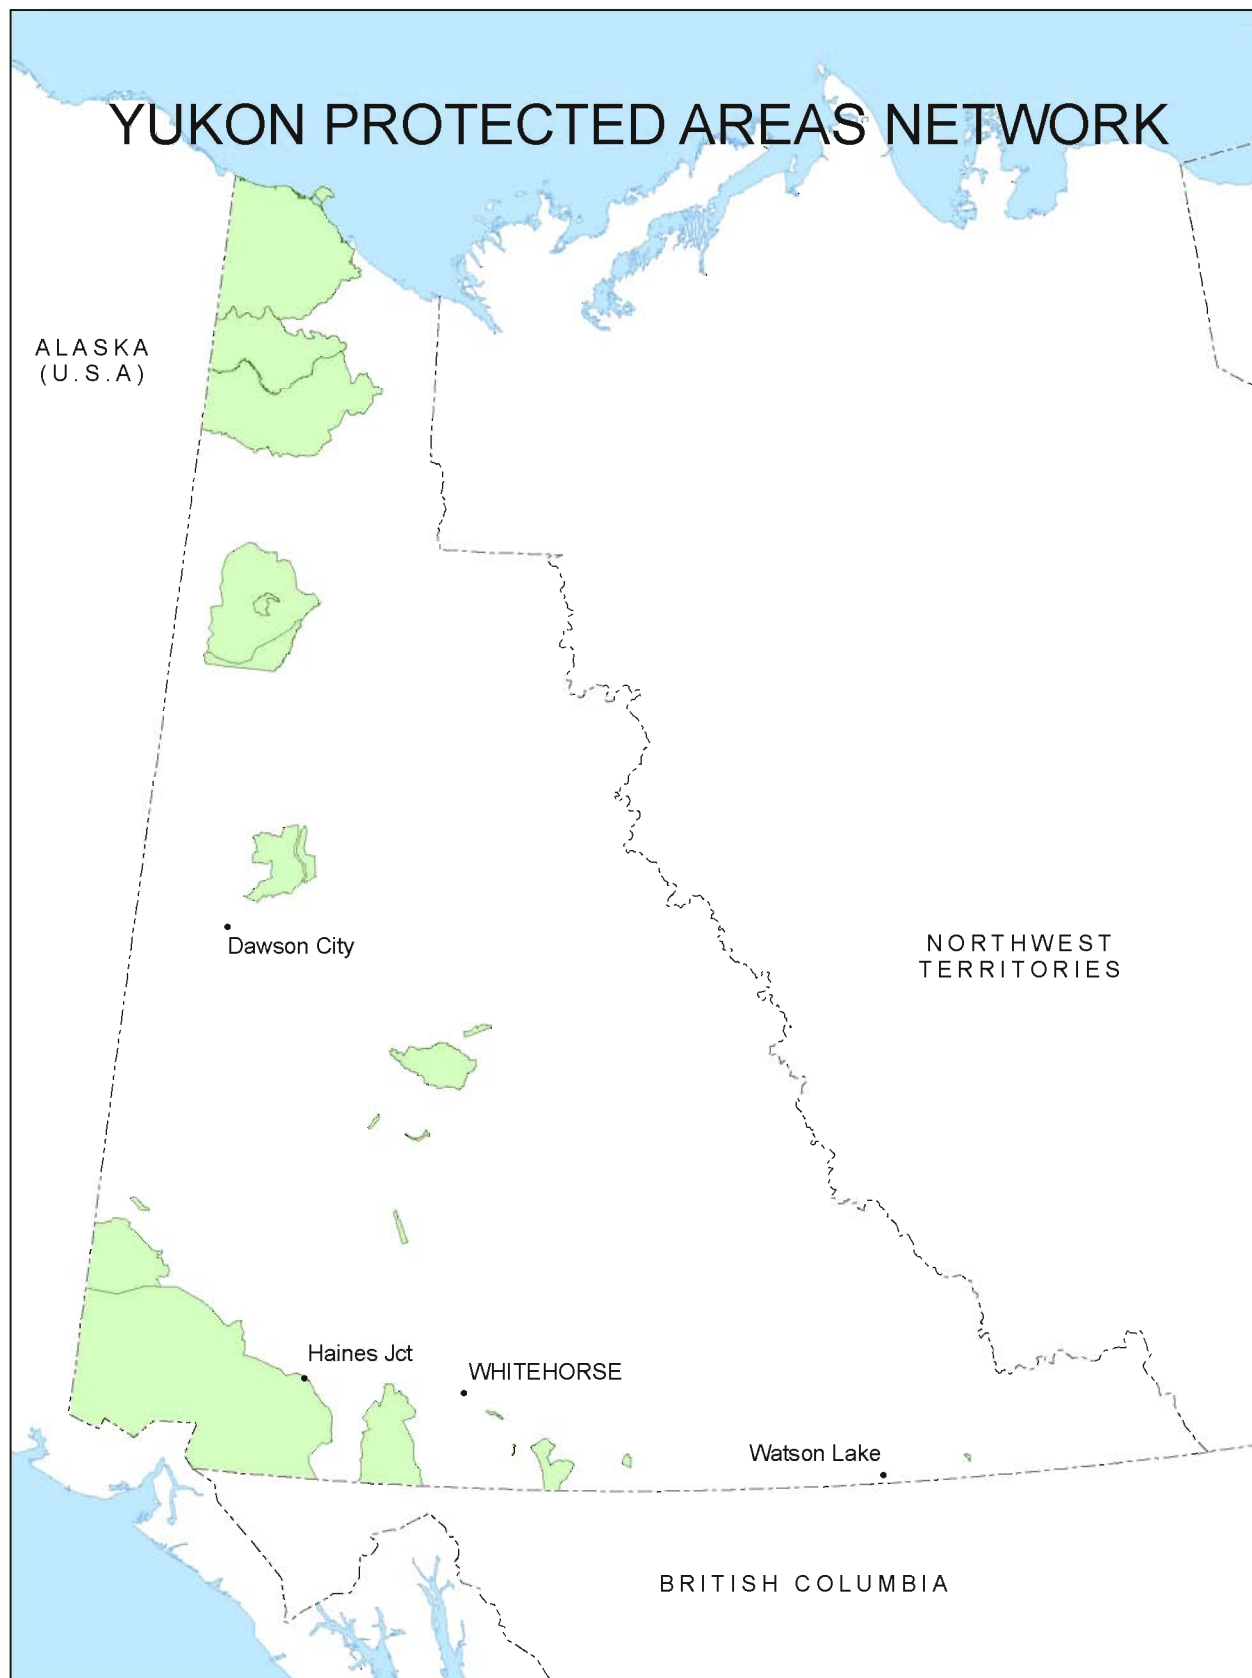 YUKON PROTECTED AREAS NETWORK
ALASKA
(U.S.A)
Dawson City
NORTHWEST
TERRITORIES
Haines Jct
WHITEHORSE
Watson Lake
BRITISH COLUMBIA